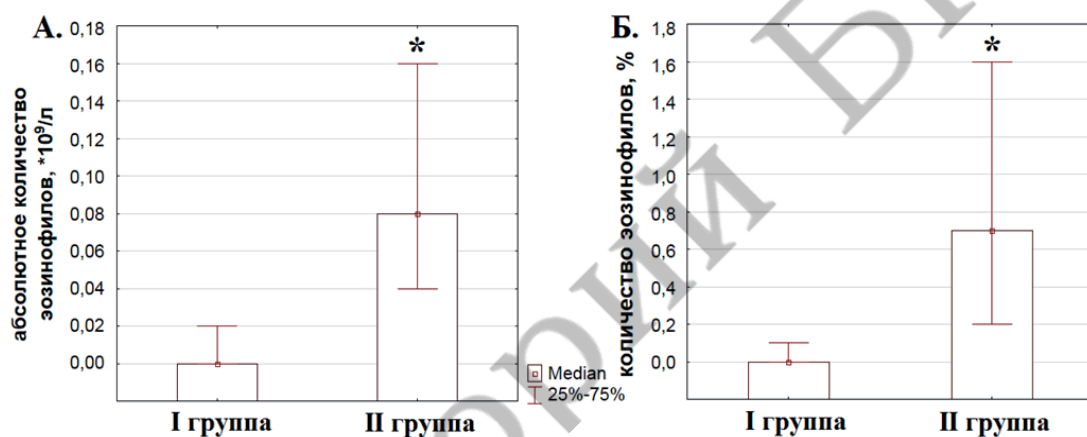 А.
0,18
0,16
0,14
0,12
0,10
0,08
0,06
0,04
0,02
0,00
абсолютное количество
эозинофилов, *10⁹/л
*
I группа
II группа
Median
25%-75%
Б.
1,8
1,6
1,4
1,2
1,0
0,8
0,6
0,4
0,2
0,0
количество эозинофилов, %
*
I группа
II группа